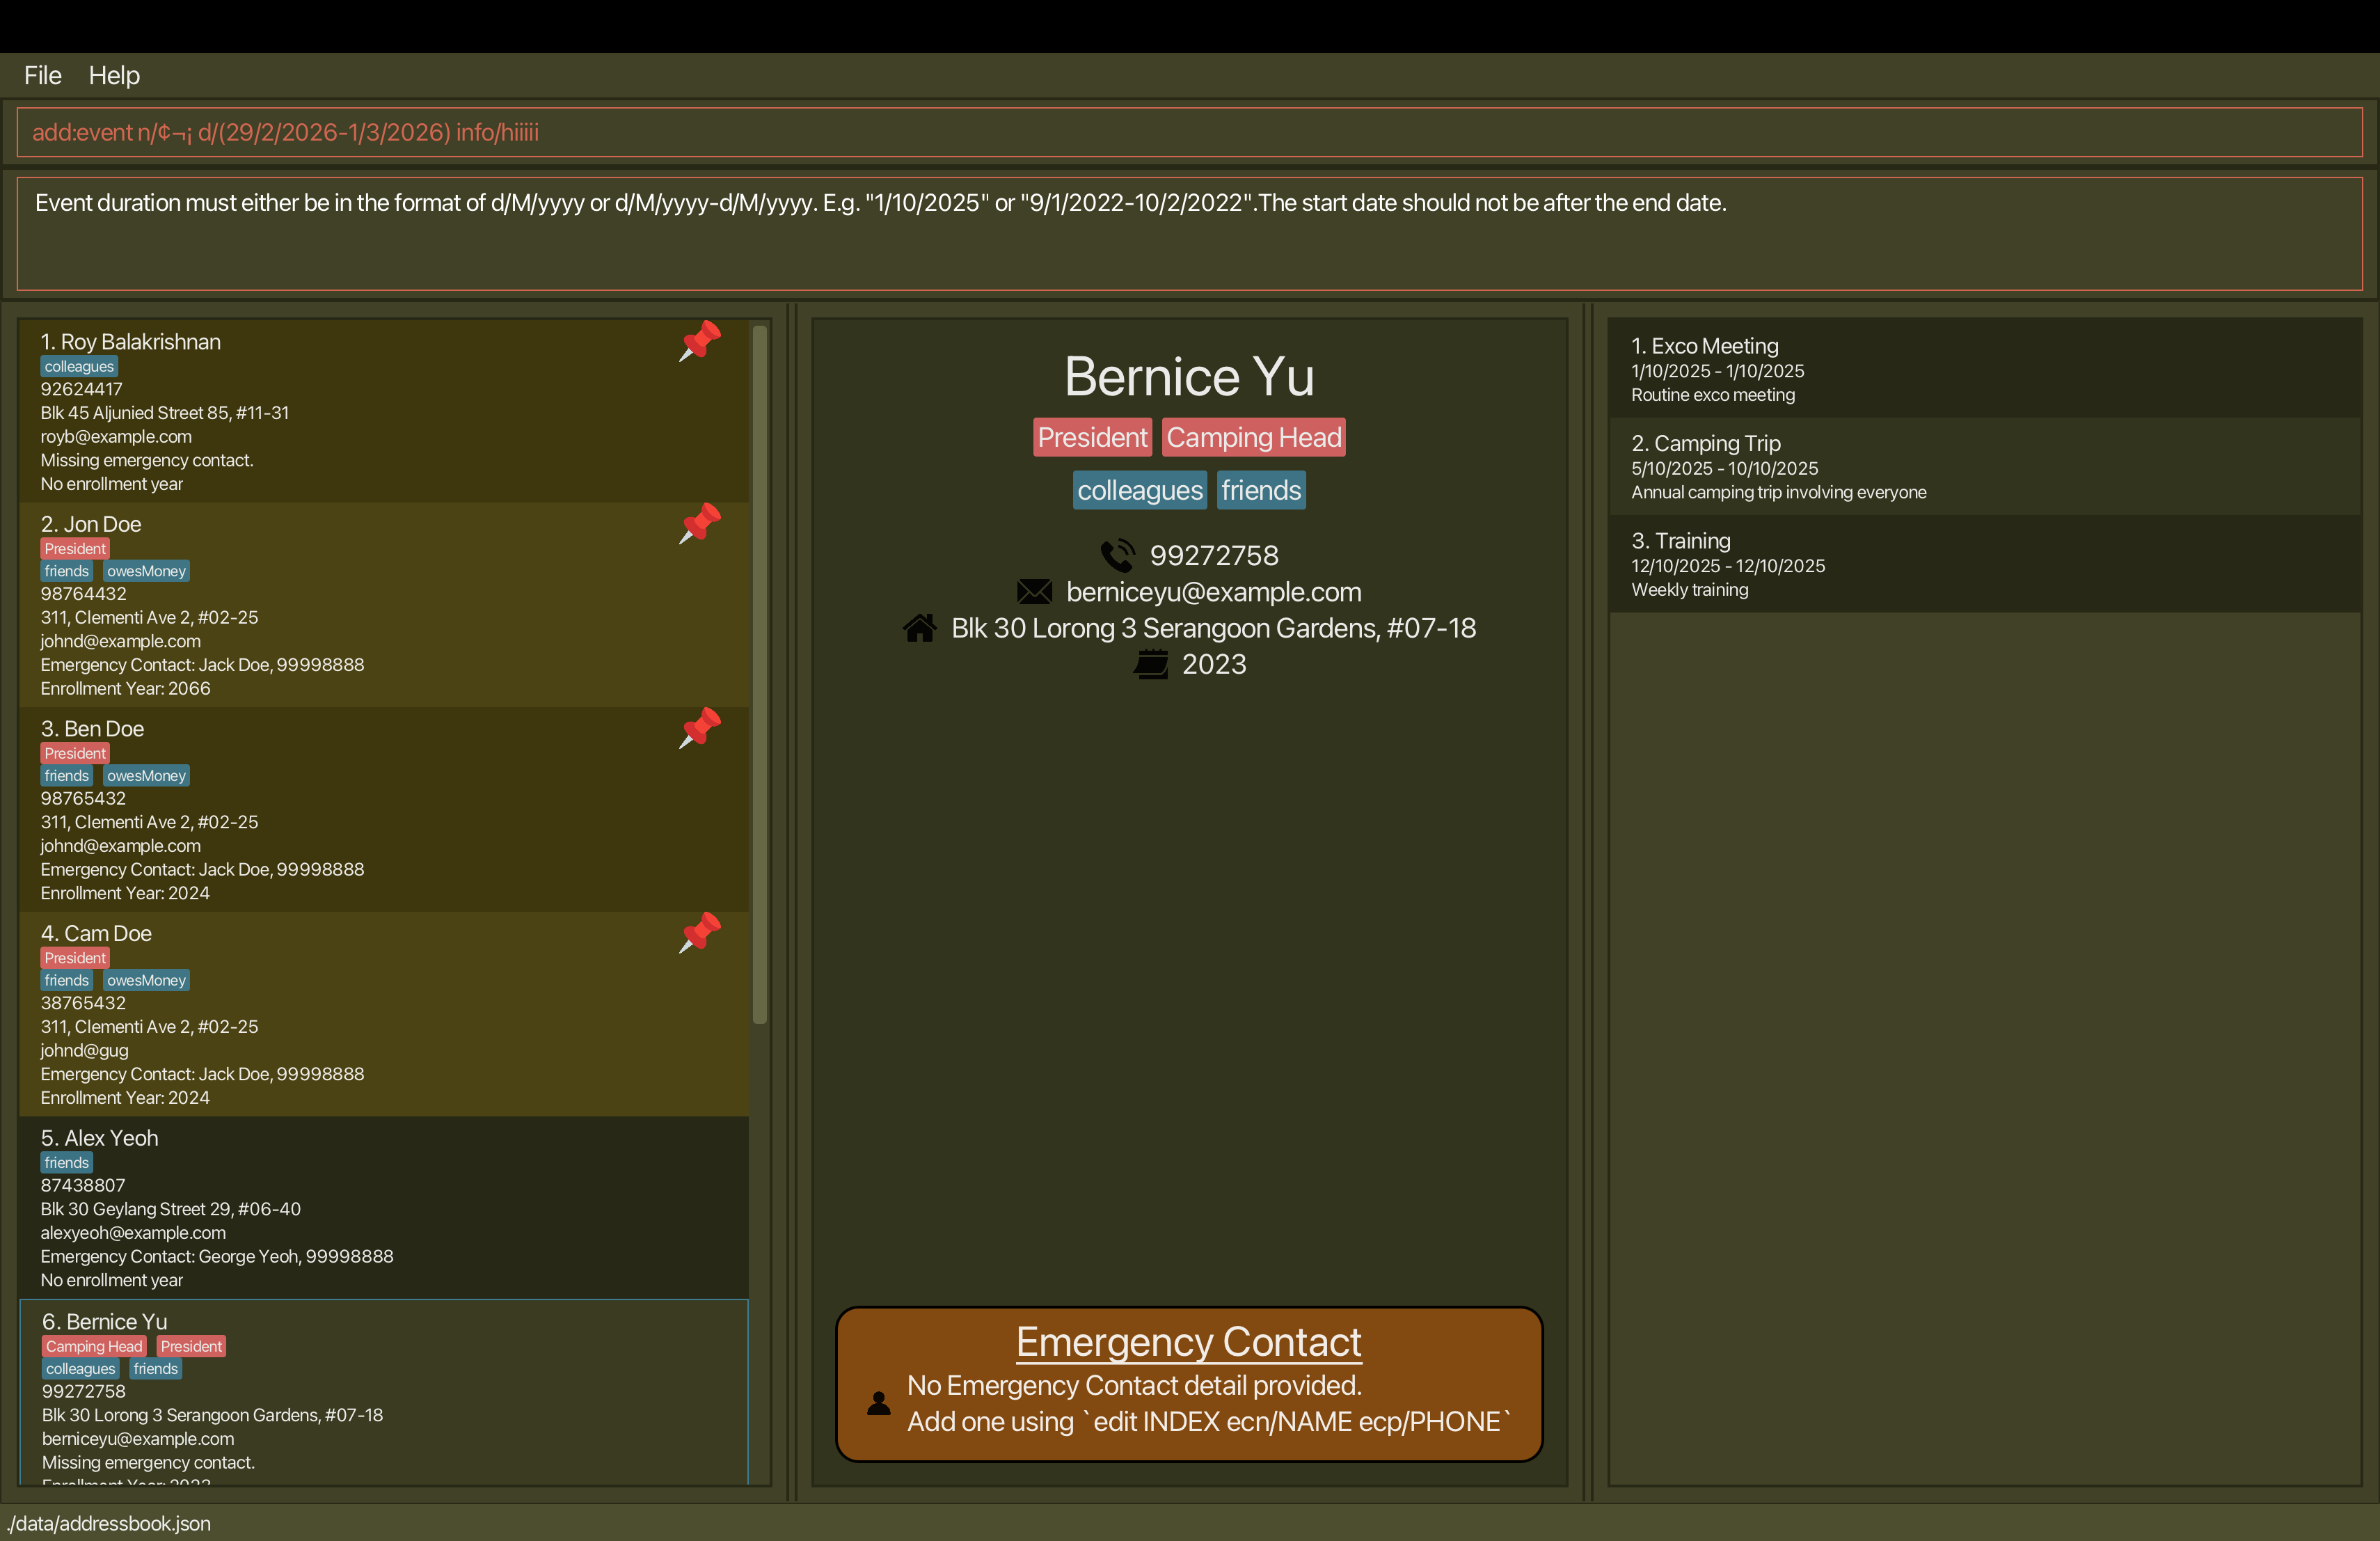 File Help
add:event n/¢¬¡ d/(29/2/2026-1/3/2026) info/hiiiii
Event duration must either be in the format of d/M/yyyy or d/M/yyyy-d/M/yyyy. E.g. "1/10/2025" or "9/1/2022-10/2/2022".The start date should not be after the end date.
1. Roy Balakrishnan
colleagues
92624417
Blk 45 Aljunied Street 85, #11-31
royb@example.com
Missing emergency contact.
No enrollment year
2. Jon Doe
President
friends owesMoney
98764432
311, Clementi Ave 2, #02-25
johnd@example.com
Emergency Contact: Jack Doe, 99998888
Enrollment Year: 2066
3. Ben Doe
President
friends owesMoney
98765432
311, Clementi Ave 2, #02-25
johnd@example.com
Emergency Contact: Jack Doe, 99998888
Enrollment Year: 2024
4. Cam Doe
President
friends owesMoney
38765432
311, Clementi Ave 2, #02-25
johnd@gug
Emergency Contact: Jack Doe, 99998888
Enrollment Year: 2024
5. Alex Yeoh
friends
87438807
Blk 30 Geylang Street 29, #06-40
alexyeoh@example.com
Emergency Contact: George Yeoh, 99998888
No enrollment year
6. Bernice Yu
Camping Head President
colleagues friends
99272758
Blk 30 Lorong 3 Serangoon Gardens, #07-18
berniceyu@example.com
Missing emergency contact.
Enrollment Year: 2023
Bernice Yu
President Camping Head
colleagues friends
99272758
berniceyu@example.com
Blk 30 Lorong 3 Serangoon Gardens, #07-18
2023
Emergency Contact
No Emergency Contact detail provided.
Add one using `edit INDEX ecn/NAME ecp/PHONE`
1. Exco Meeting
1/10/2025 - 1/10/2025
Routine exco meeting
2. Camping Trip
5/10/2025 - 10/10/2025
Annual camping trip involving everyone
3. Training
12/10/2025 - 12/10/2025
Weekly training
./data/addressbook.json